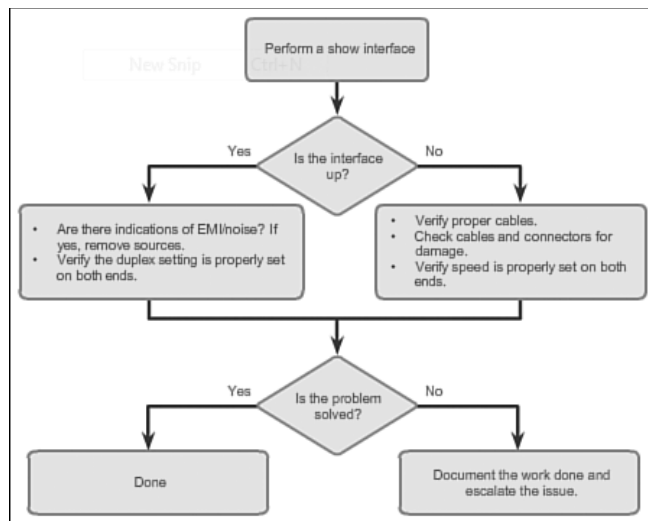 Perform a show interface
New Snip Ctrl+N
Is the interface
up?
Yes
No
• Are there indications of EMI/noise? If
yes, remove sources.
• Verify the duplex setting is properly set
on both ends.
• Verify proper cables.
• Check cables and connectors for
damage.
• Verify speed is properly set on both
ends.
Is the problem
solved?
Yes
No
Done
Document the work done and
escalate the issue.